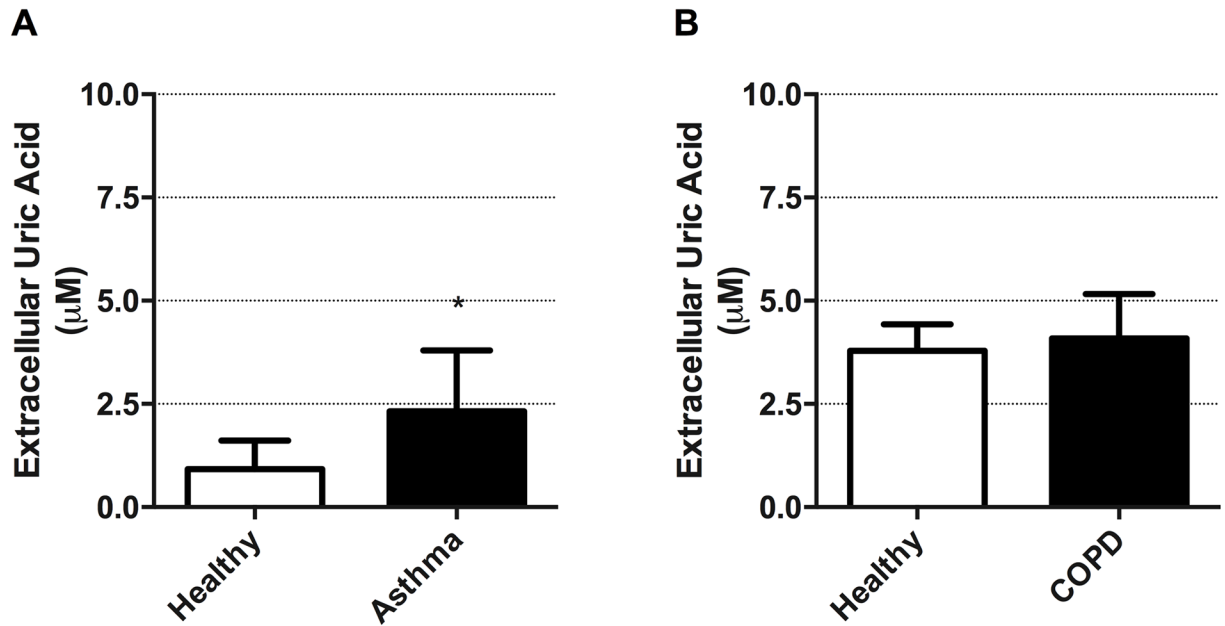 A
Extracellular Uric Acid
(μM)
10.0
7.5
5.0
2.5
0.0
*
Healthy
Asthma
B
Extracellular Uric Acid
(μM)
10.0
7.5
5.0
2.5
0.0
Healthy
COPD